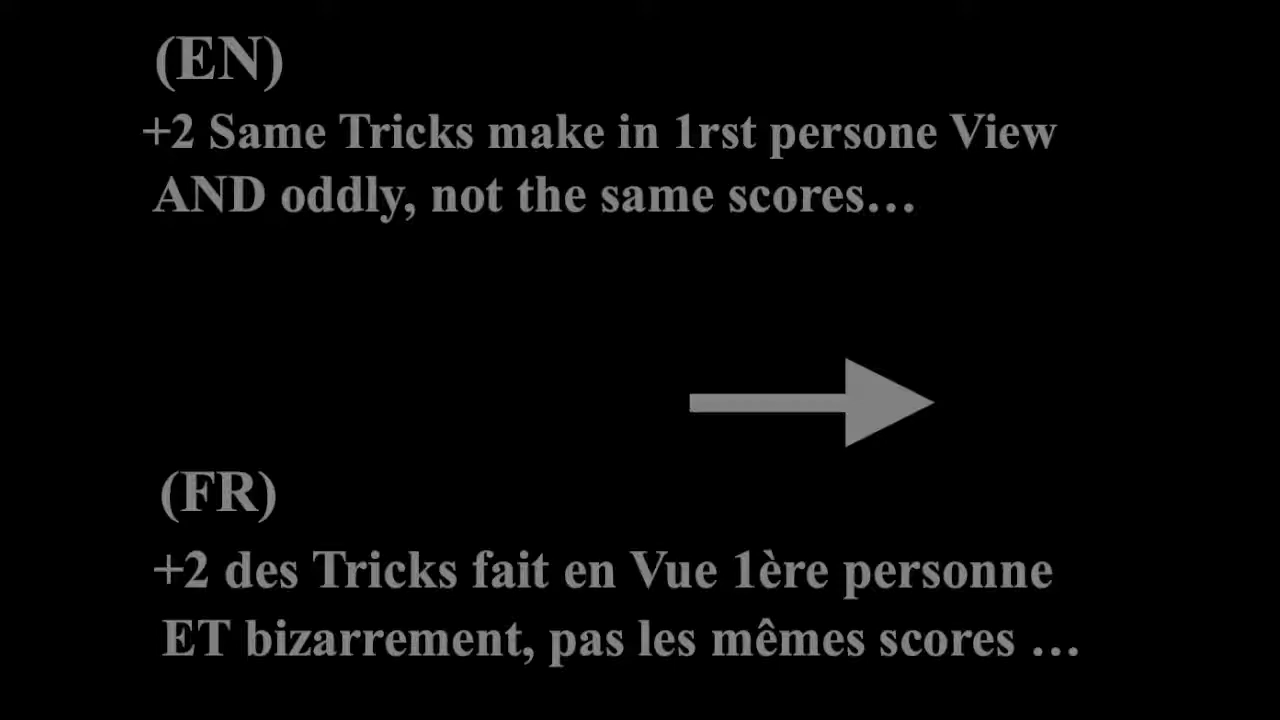 (EN)
+2 Same Tricks make in 1rst persone View
AND oddly, not the same scores…
(FR)
+2 des Tricks fait en Vue 1ère personne
ET bizarrement, pas les mêmes scores …